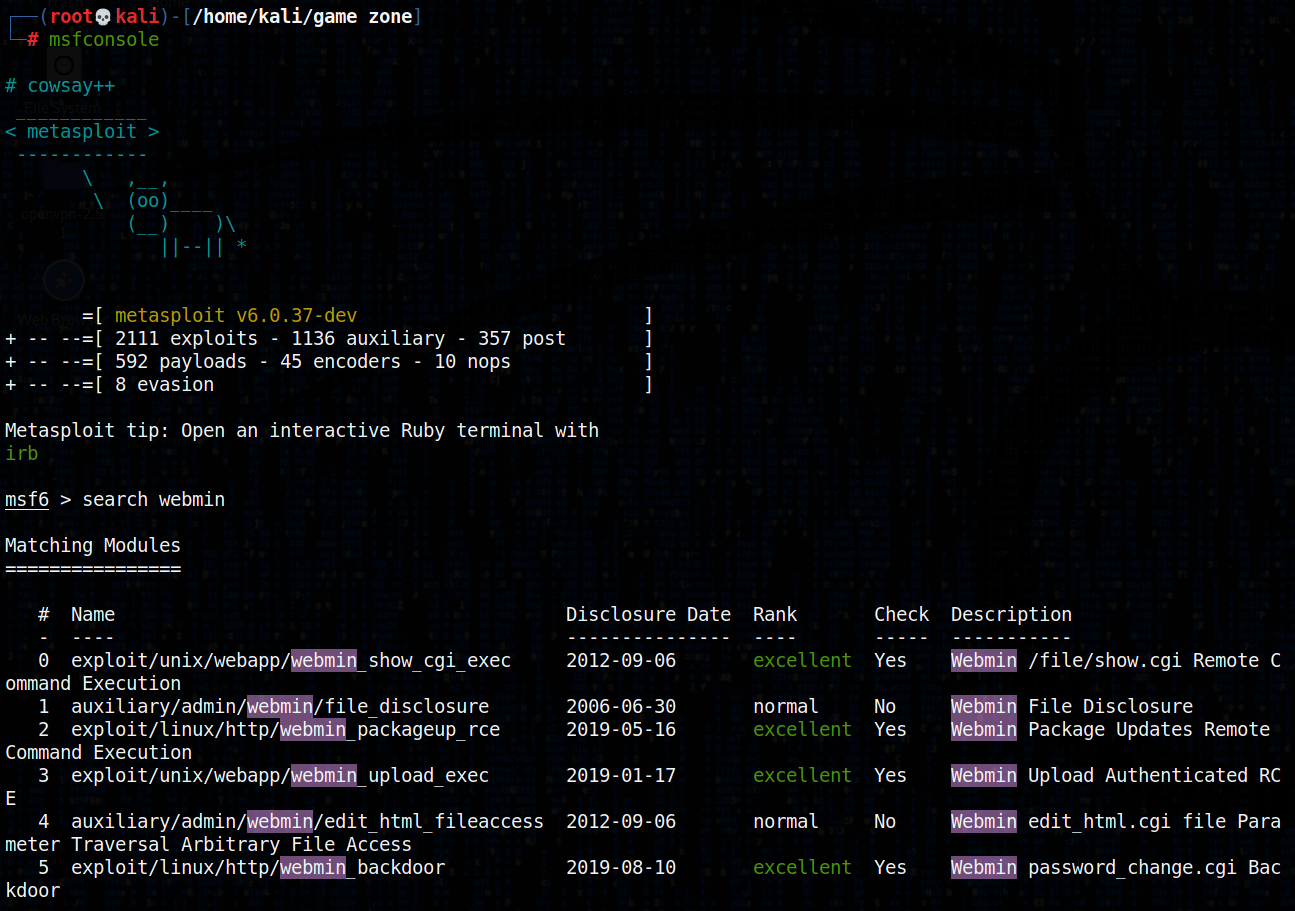 ┌──(root💀kali)-[/home/kali/game zone]
└─# msfconsole
# cowsay++
 ____________
< metasploit >
 ------------
       \   ,__,
        \  (oo)____
           (__)    )\
              ||--|| *
       =[ metasploit v6.0.37-dev                          ]
+ -- --=[ 2111 exploits - 1136 auxiliary - 357 post       ]
+ -- --=[ 592 payloads - 45 encoders - 10 nops            ]
+ -- --=[ 8 evasion                                       ]
Metasploit tip: Open an interactive Ruby terminal with
irb
msf6 > search webmin
Matching Modules
================
   #  Name                                         Disclosure Date  Rank       Check  Description
   -  ----                                         ---------------  ----       -----  -----------
   0  exploit/unix/webapp/webmin_show_cgi_exec     2012-09-06       excellent  Yes    Webmin /file/show.cgi Remote C
ommand Execution
   1  auxiliary/admin/webmin/file_disclosure       2006-06-30       normal     No     Webmin File Disclosure
   2  exploit/linux/http/webmin_packageup_rce      2019-05-16       excellent  Yes    Webmin Package Updates Remote
Command Execution
   3  exploit/unix/webapp/webmin_upload_exec       2019-01-17       excellent  Yes    Webmin Upload Authenticated RC
E
   4  auxiliary/admin/webmin/edit_html_fileaccess  2012-09-06       normal     No     Webmin edit_html.cgi file Para
meter Traversal Arbitrary File Access
   5  exploit/linux/http/webmin_backdoor           2019-08-10       excellent  Yes    Webmin password_change.cgi Bac
kdoor